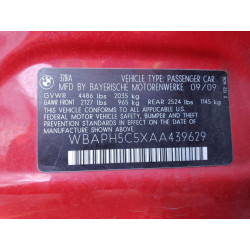 328iA VEHICLE TYPE: PASSENGER CAR
MFD BY BAYERISCHE MOTORENWERKE 09/09
GVWR 4486 lbs 2035 kg
GAWR FRONT 2127 lbs 965 kg REAR 2524 lbs 1145 kg
THIS VEHICLE CONFORMS TO ALL APPLICABLE FEDERAL
MOTOR VEHICLE SAFETY, BUMPER, AND THEFT PREVENTION
STANDARDS IN EFFECT ON THE DATE OF MANUFACTURE SHOWN ABOVE
WBAPH5C5XAA439629